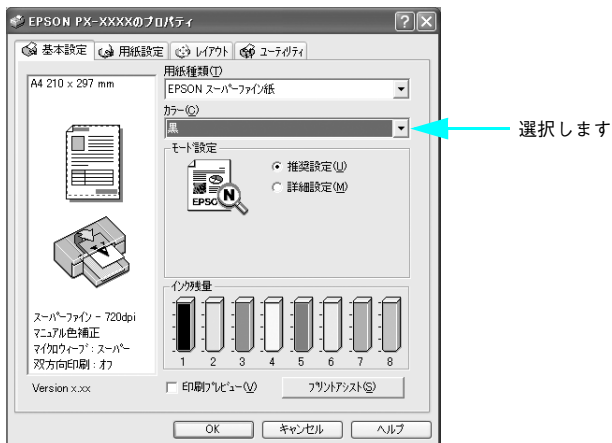 EPSON PX-XXXXのプロパティ
基本設定 用紙設定 レイアウト ユーティリティ
A4 210 x 297 mm
用紙種類(T)
EPSON スーパーファイン紙
カラー(C)
黒
選択します
モード設定
推奨設定(U)
詳細設定(M)
EPSO
N
インク残量
1 2 3 4 5 6 7 8
スーパーファイン - 720dpi
マニュアル色補正
マイクロウィーブ:スーパー
双方向印刷:オフ
Version x.xx
印刷プレビュー(V)
プリントアシスト(S)
OK キャンセル ヘルプ